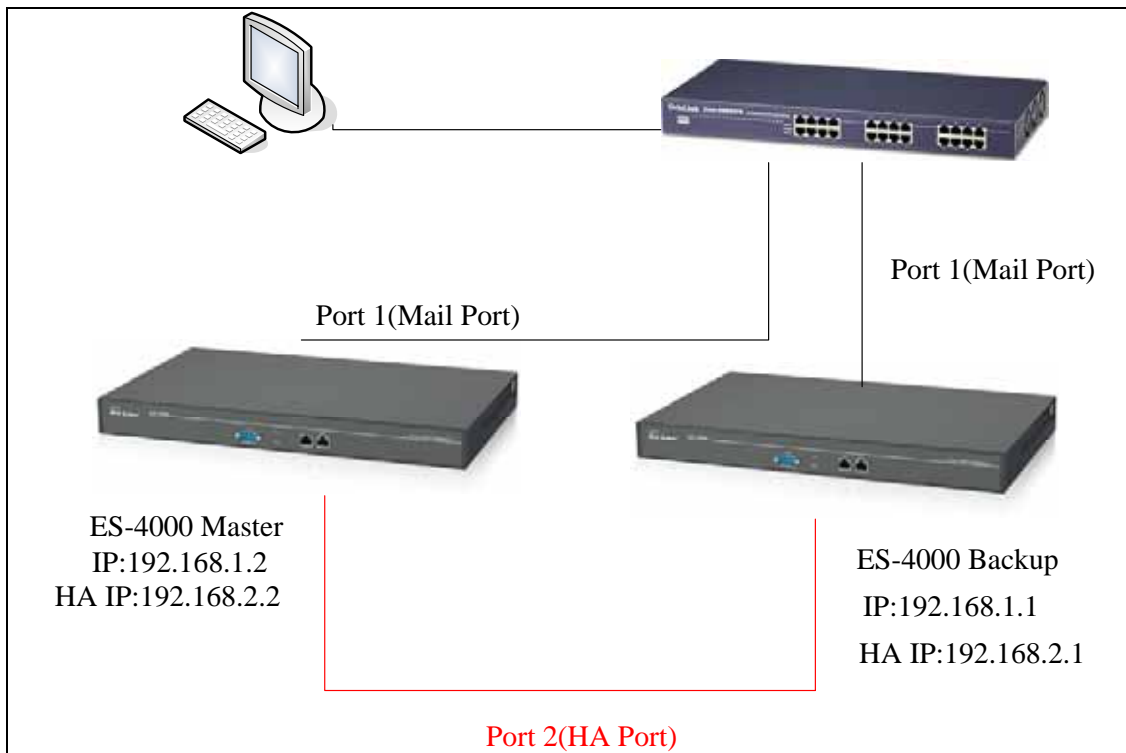 Port 1(Mail Port)
Port 1(Mail Port)
ES-4000 Master
IP:192.168.1.2
HA IP:192.168.2.2
ES-4000 Backup
IP:192.168.1.1
HA IP:192.168.2.1
Port 2(HA Port)